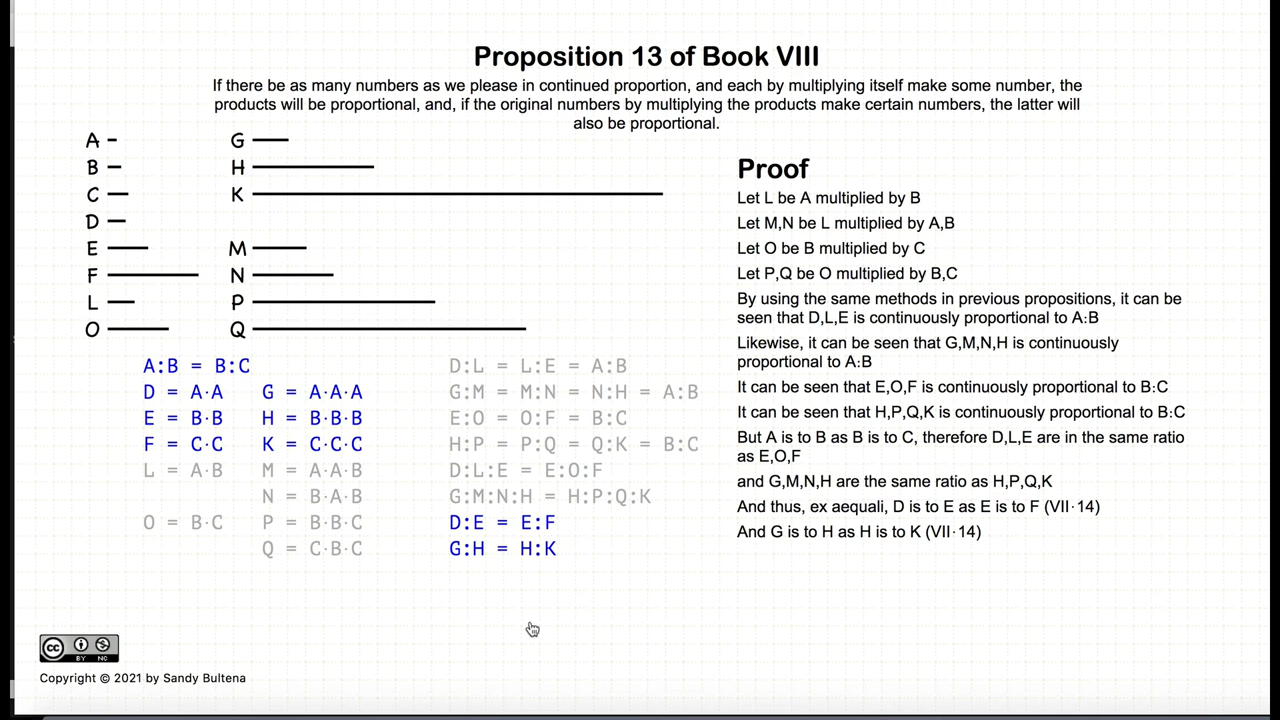 Proposition 13 of Book VIII
If there be as many numbers as we please in continued proportion, and each by multiplying itself make some number, the
products will be proportional, and, if the original numbers by multiplying the products make certain numbers, the latter will
also be proportional.
A
B
C
D
E
F
L
O
G
H
K
M
N
P
Q
A:B = B:C
D = A·A G = A·A·A
E = B·B H = B·B·B
F = C·C K = C·C·C
L = A·B M = A·A·B
N = B·A·B
O = B·C P = B·B·C
Q = C·B·C
D:L = L:E = A:B
G:M = M:N = N:H = A:B
E:O = O:F = B:C
H:P = P:Q = Q:K = B:C
D:L:E = E:O:F
G:M:N:H = H:P:Q:K
D:E = E:F
G:H = H:K
Proof
Let L be A multiplied by B
Let M,N be L multiplied by A,B
Let O be B multiplied by C
Let P,Q be O multiplied by B,C
By using the same methods in previous propositions, it can be
seen that D,L,E is continuously proportional to A:B
Likewise, it can be seen that G,M,N,H is continuously
proportional to A:B
It can be seen that E,O,F is continuously proportional to B:C
It can be seen that H,P,Q,K is continuously proportional to B:C
But A is to B as B is to C, therefore D,L,E are in the same ratio
as E,O,F
and G,M,N,H are the same ratio as H,P,Q,K
And thus, ex aequali, D is to E as E is to F (VII·14)
And G is to H as H is to K (VII·14)
cc BY NC
Copyright © 2021 by Sandy Bultena